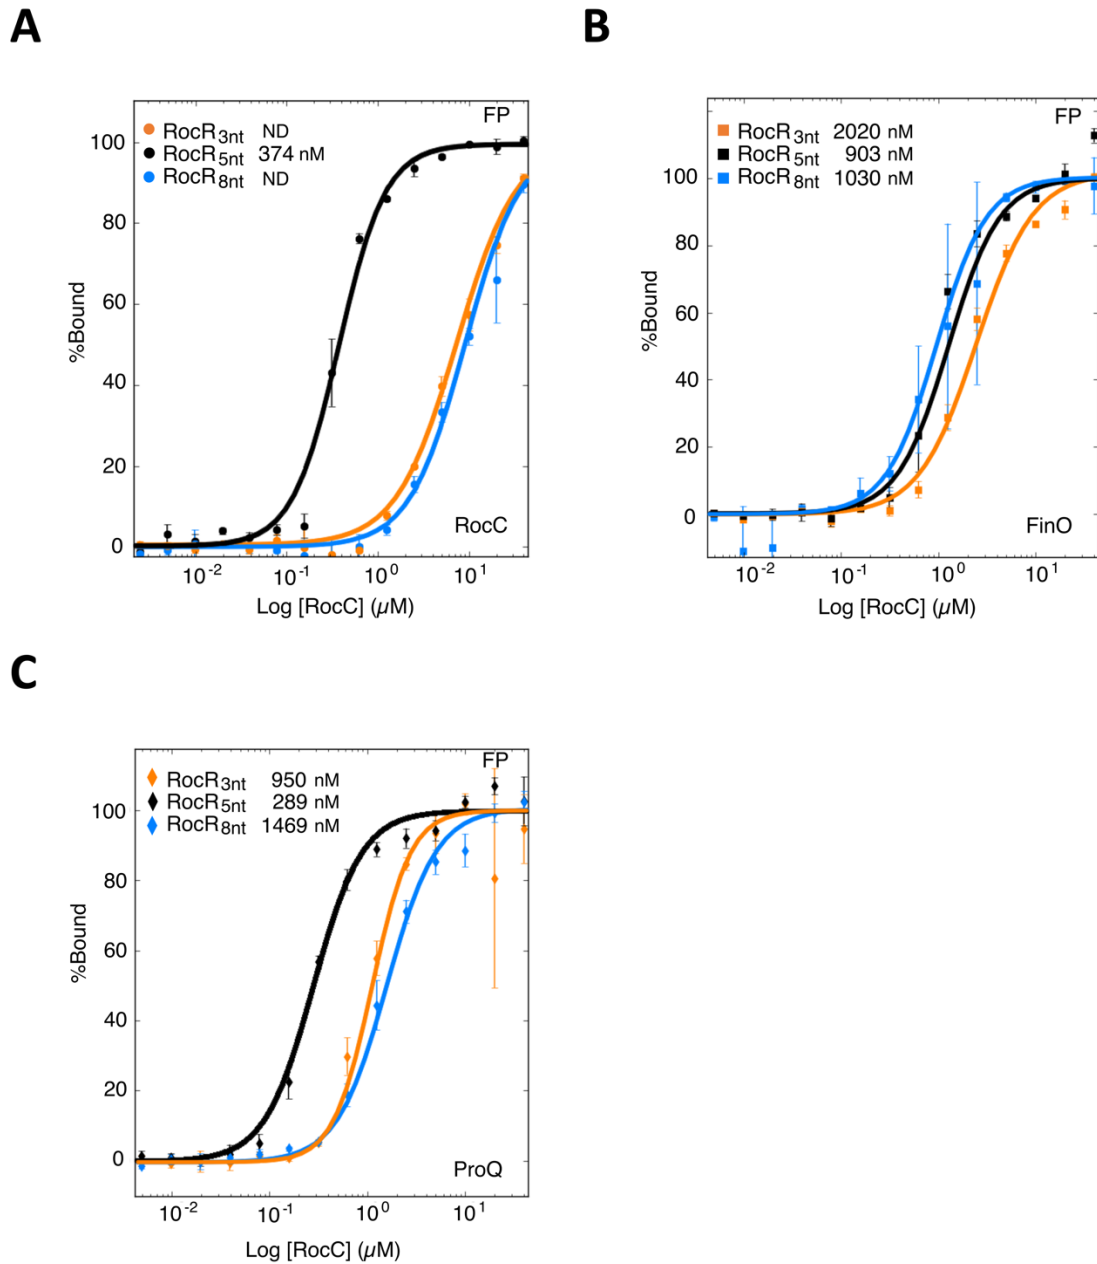 A
FP
RocR3nt ND
RocR5nt 374 nM
RocR8nt ND
100
80
60
40
20
0
%Bound
RocC
10-2 10-1 100 101
Log [RocC] (µM)
B
FP
RocR3nt 2020 nM
RocR5nt 903 nM
RocR8nt 1030 nM
100
80
60
40
20
0
%Bound
FinO
10-2 10-1 100 101
Log [RocC] (µM)
C
FP
RocR3nt 950 nM
RocR5nt 289 nM
RocR8nt 1469 nM
100
80
60
40
20
0
%Bound
ProQ
10-2 10-1 100 101
Log [RocC] (µM)